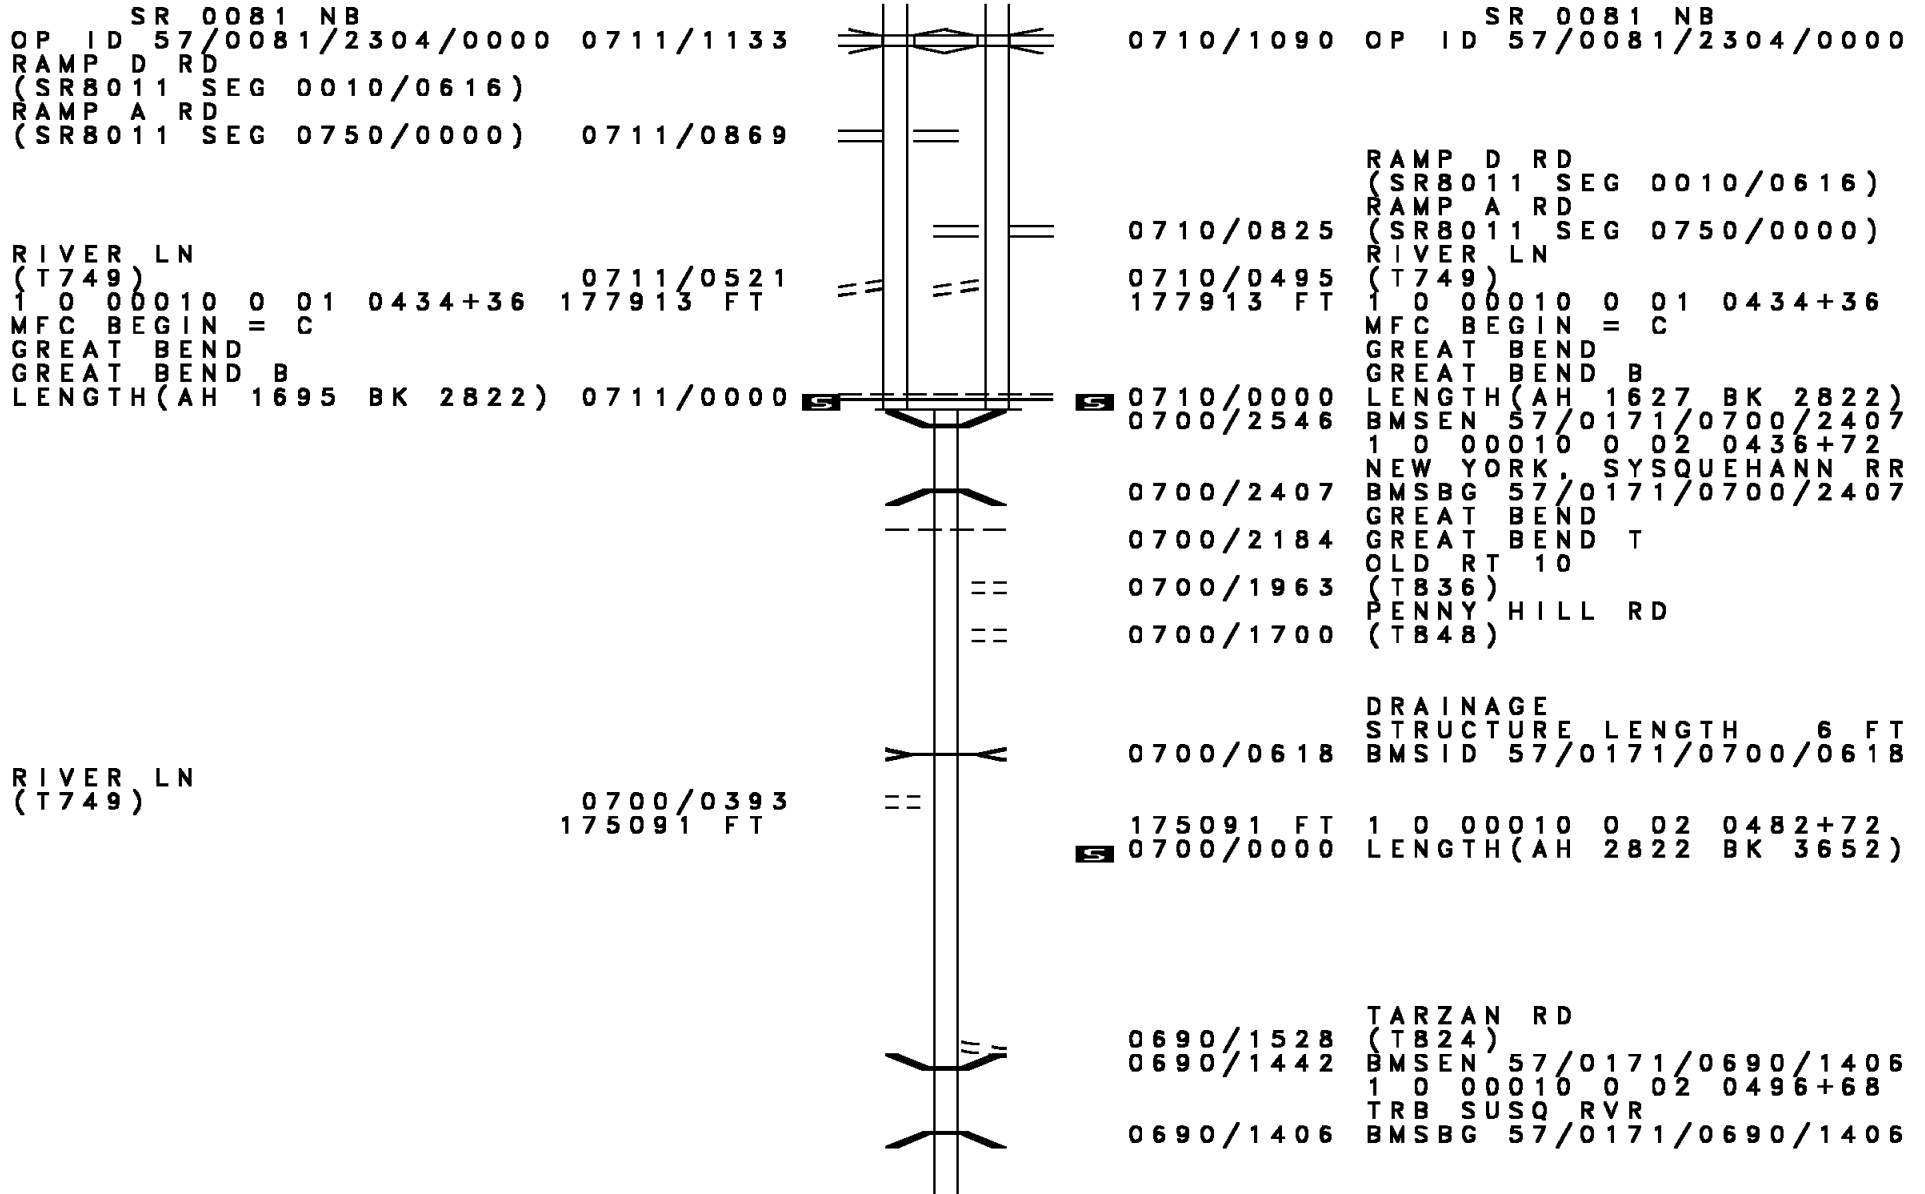 SR 0081 NB
OP ID 57/0081/2304/0000 0711/1133
RAMP D RD
(SR8011 SEG 0010/0616)
RAMP A RD
(SR8011 SEG 0750/0000) 0711/0869
RIVER LN
(T749) 0711/0521
1 0 00010 0 01 0434+36 177913 FT
MFC BEGIN = C
GREAT BEND
GREAT BEND B
LENGTH(AH 1695 BK 2822) 0711/0000 S
RIVER LN
(T749) 0700/0393
175091 FT
SR 0081 NB
0710/1090 OP ID 57/0081/2304/0000
RAMP D RD
(SR8011 SEG 0010/0616)
RAMP A RD
0710/0825 (SR8011 SEG 0750/0000)
RIVER LN
0710/0495 (T749)
177913 FT 1 0 00010 0 01 0434+36
MFC BEGIN = C
GREAT BEND
GREAT BEND B
S 0710/0000 LENGTH(AH 1627 BK 2822)
0700/2546 BMSEN 57/0171/0700/2407
1 0 00010 0 02 0436+72
NEW YORK, SYSQUEHANN RR
0700/2407 BMSBG 57/0171/0700/2407
GREAT BEND
0700/2184 GREAT BEND T
OLD RT 10
0700/1963 (T836)
PENNY HILL RD
0700/1700 (T848)
DRAINAGE
STRUCTURE LENGTH 6 FT
0700/0618 BMSID 57/0171/0700/0618
175091 FT 1 0 00010 0 02 0482+72
S 0700/0000 LENGTH(AH 2822 BK 3652)
TARZAN RD
0690/1528 (T824)
0690/1442 BMSEN 57/0171/0690/1406
1 0 00010 0 02 0496+68
TRB SUSQ RVR
0690/1406 BMSBG 57/0171/0690/1406